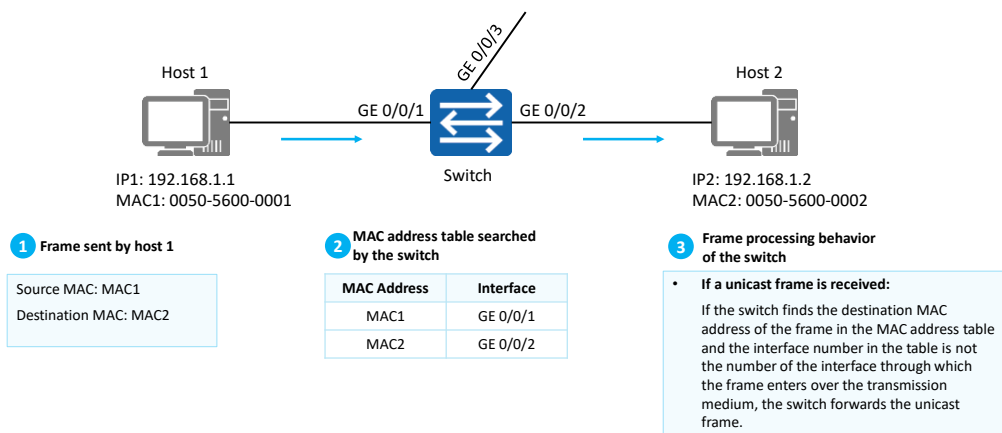 GE 0/0/3
Host 1
Host 2
GE 0/0/1
GE 0/0/2
Switch
IP1: 192.168.1.1
MAC1: 0050-5600-0001
IP2: 192.168.1.2
MAC2: 0050-5600-0002
1 Frame sent by host 1
Source MAC: MAC1
Destination MAC: MAC2
2 MAC address table searched
by the switch
MAC Address Interface
MAC1 GE 0/0/1
MAC2 GE 0/0/2
3 Frame processing behavior
of the switch
• If a unicast frame is received:
If the switch finds the destination MAC
address of the frame in the MAC address table
and the interface number in the table is not
the number of the interface through which
the frame enters over the transmission
medium, the switch forwards the unicast
frame.